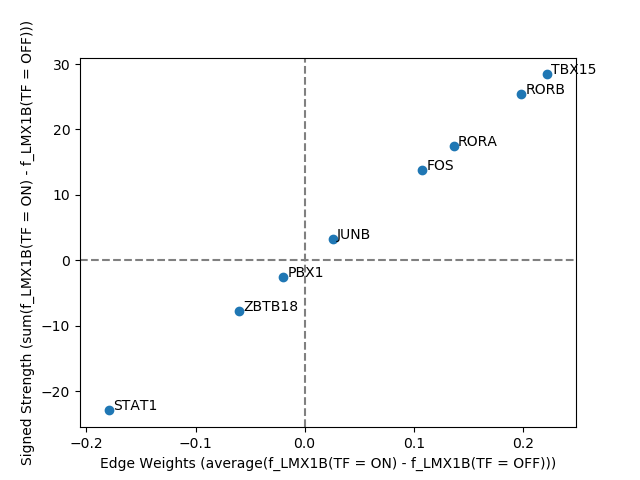 Signed Strength (sum(f_LMX1B(TF = ON) - f_LMX1B(TF = OFF)))
30
20
10
0
−10
−20
TBX15
RORB
RORA
FOS
JUNB
PBX1
ZBTB18
STAT1
−0.2
−0.1
0.0
0.1
0.2
Edge Weights (average(f_LMX1B(TF = ON) - f_LMX1B(TF = OFF)))